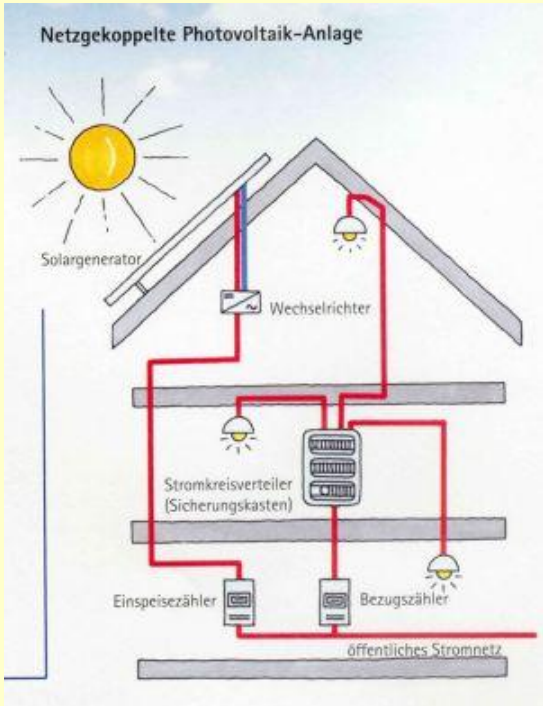 Netzgekoppelte Photovoltaik-Anlage
Solargenerator
Wechselrichter
Stromkreisverteiler
(Sicherungskasten)
Einspeisezähler
Bezugszähler
öffentliches Stromnetz